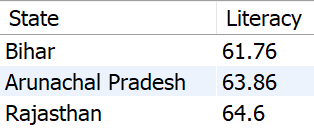 State Literacy
Bihar 61.76
Arunachal Pradesh 63.86
Rajasthan 64.6